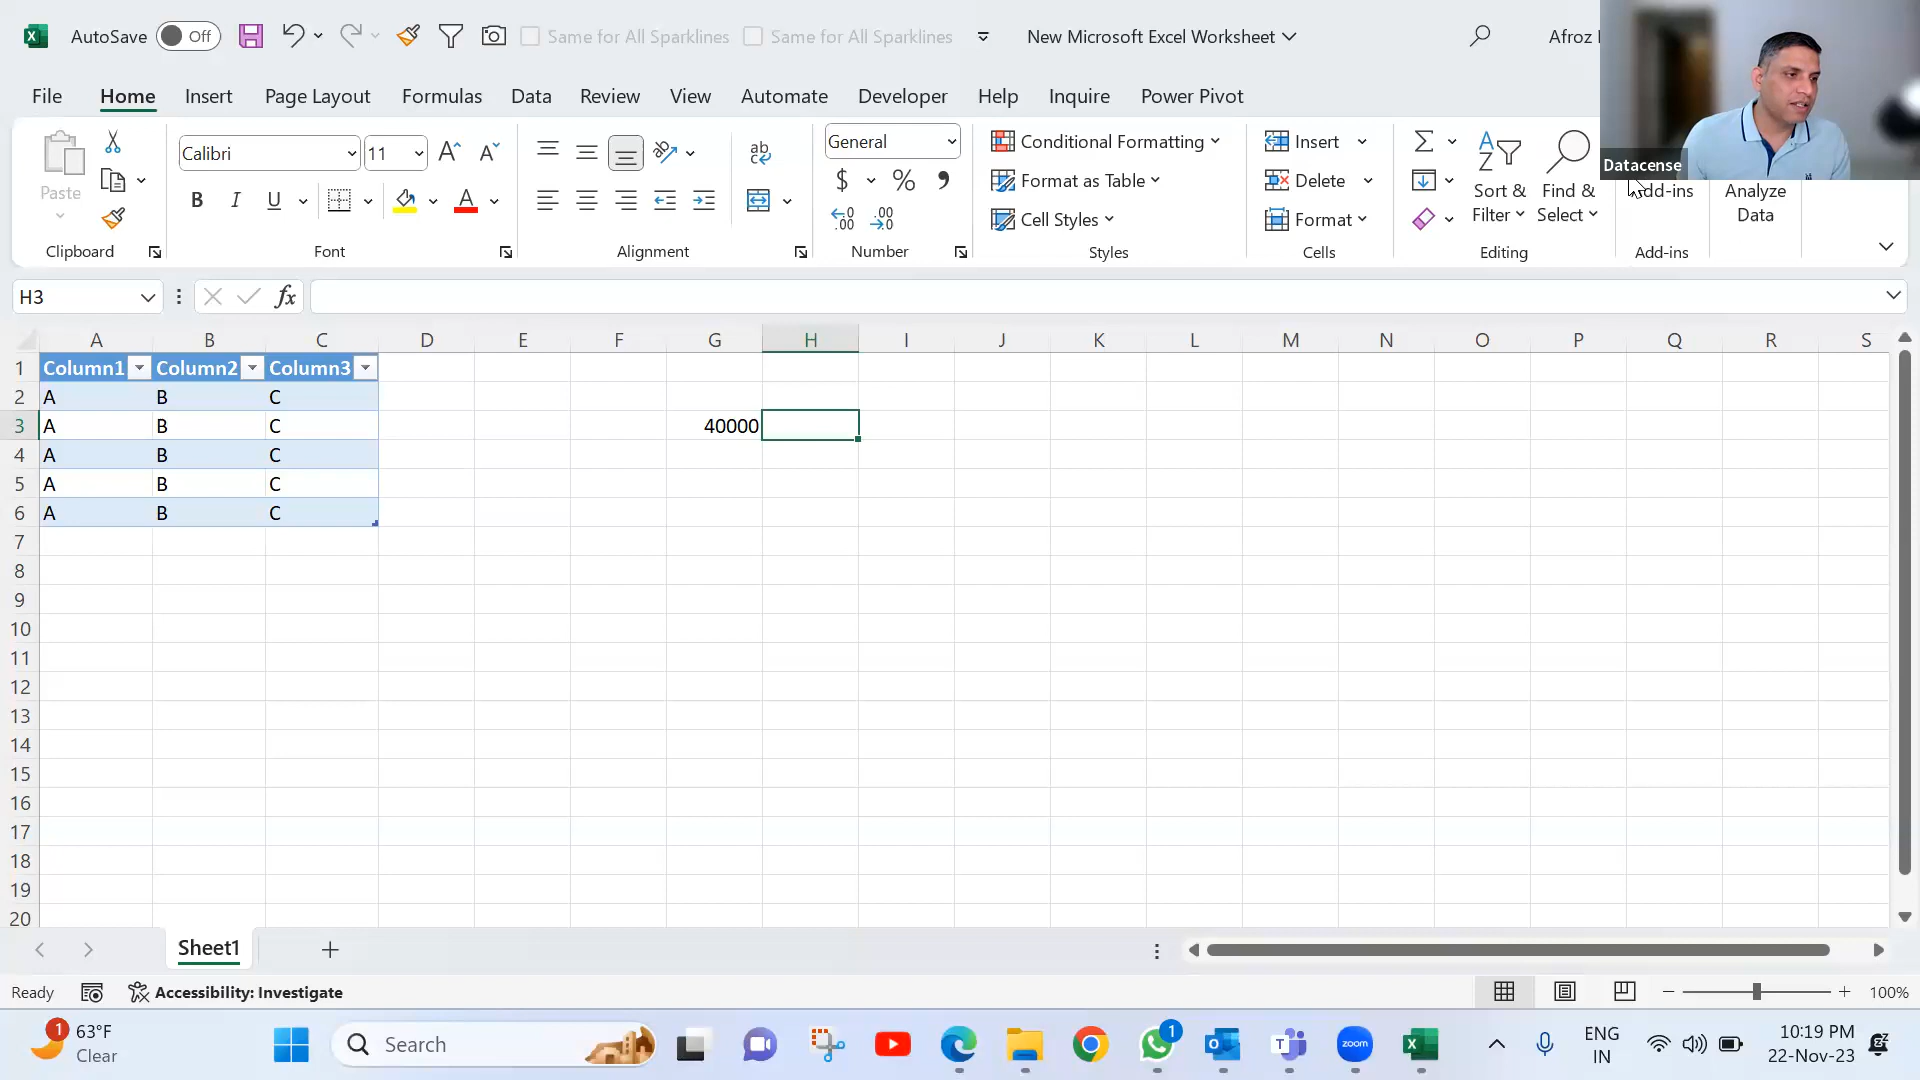 AutoSave Off Same for All Sparklines Same for All Sparklines New Microsoft Excel Worksheet Afroz
File Home Insert Page Layout Formulas Data Review View Automate Developer Help Inquire Power Pivot
Datacense
Paste
Clipboard
Calibri 11
B I U
Font
ab
Alignment
General
$ % ,
Number
Conditional Formatting
Format as Table
Cell Styles
Styles
Insert
Delete
Format
Cells
Sort & Filter
Find & Select
Editing
Add-ins
Add-ins
Analyze Data
H3 fx
A B C D E F G H I J K L M N O P Q R S
1 Column1 Column2 Column3
2 A B C
3 A B C 40000
4 A B C
5 A B C
6 A B C
7
8
9
10
11
12
13
14
15
16
17
18
19
20
Sheet1
Ready Accessibility: Investigate 100%
1 63°F
Clear
Search
1
zoom
ENG
IN
10:19 PM
22-Nov-23